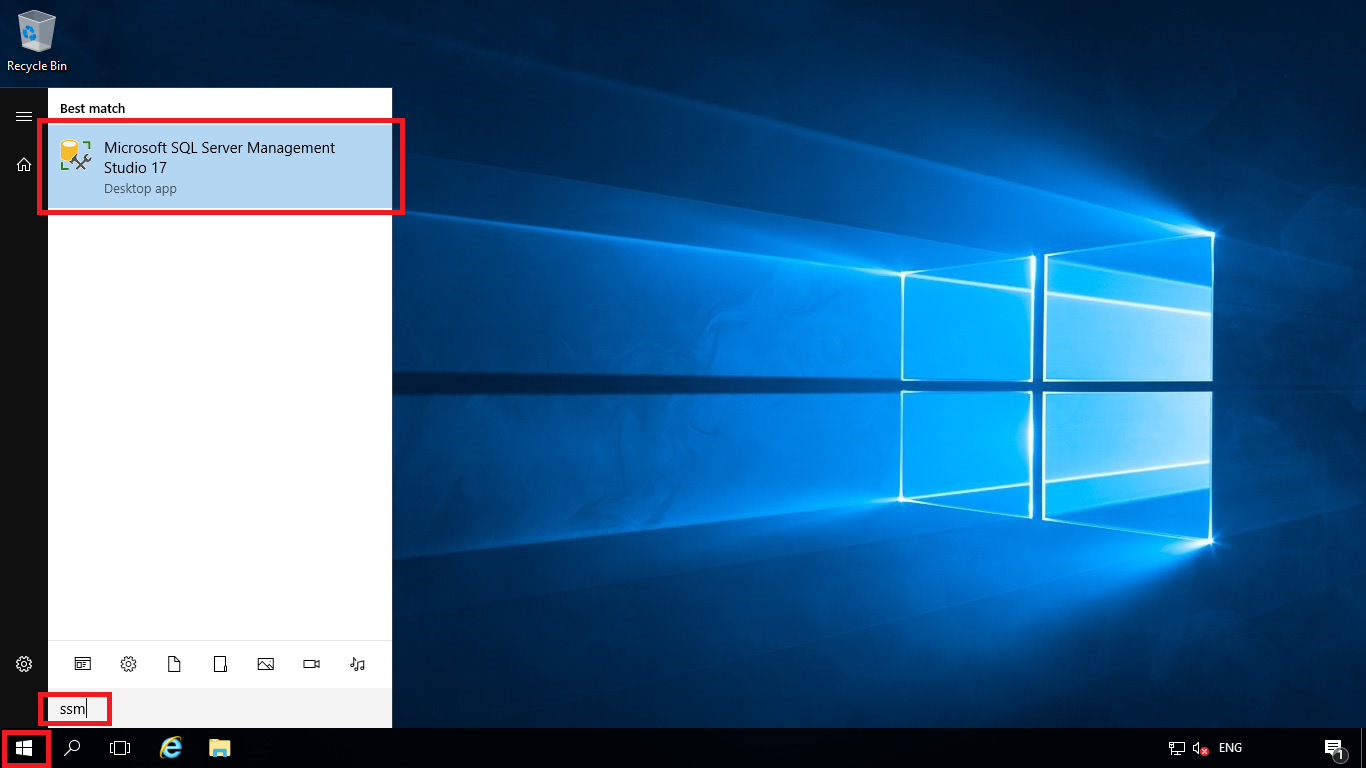 Recycle Bin
Best match
Microsoft SQL Server Management
Studio 17
Desktop app
ssm
ENG
1